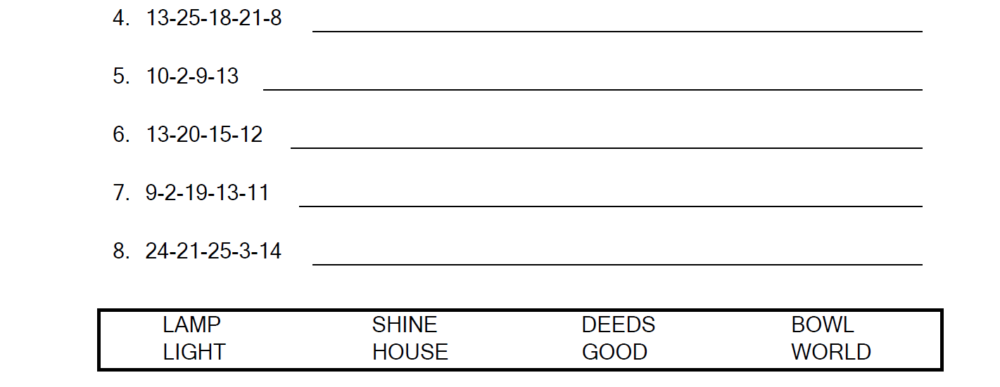 4. 13-25-18-21-8
5. 10-2-9-13
6. 13-20-15-12
7. 9-2-19-13-11
8. 24-21-25-3-14
LAMP SHINE DEEDS BOWL
LIGHT HOUSE GOOD WORLD